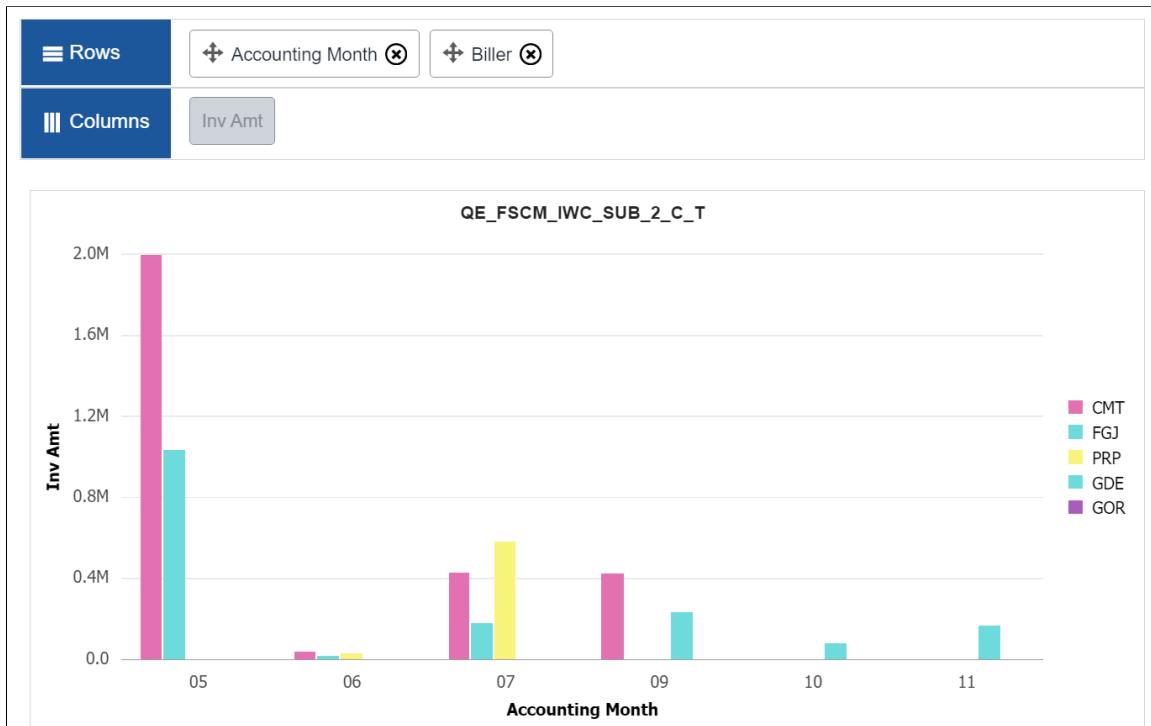 Rows
Accounting Month Biller
Columns
Inv Amt
QE_FSCM_IWC_SUB_2_C_T
2.0M
1.6M
1.2M
0.8M
0.4M
0.0
Inv Amt
05 06 07 09 10 11
Accounting Month
CMT
FGJ
PRP
GDE
GOR